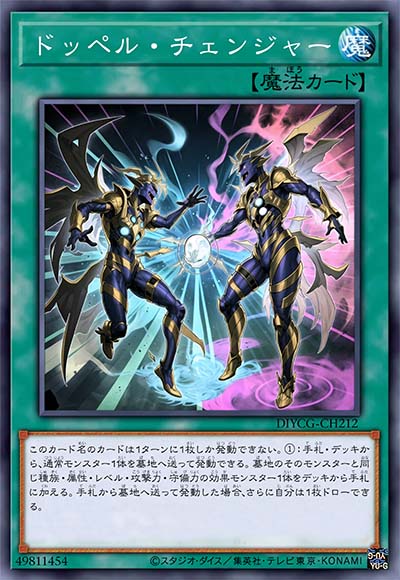 ドッペル・チェンジャー 魔
【魔法カード】
DIYCG-CH212
このカード名のカードは1ターンに1枚しか発動できない。①：手札・デッキか
ら、通常モンスター1体を墓地へ送って発動できる。墓地のそのモンスターと同
じ種族・属性・レベル・攻撃力・守備力の効果モンスター1体をデッキから手札
に加える。手札から墓地へ送って発動した場合、さらに自分は1枚ドローでき
る。
49811454 ©スタジオ・ダイス／集英社・テレビ東京・KONAMI